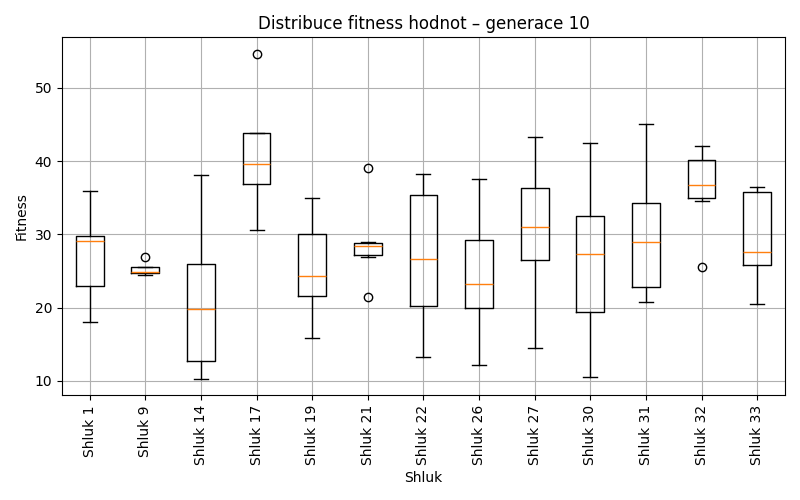 Distribuce fitness hodnot – generace 10
Fitness
50
40
30
20
10
Shluk 1
Shluk 9
Shluk 14
Shluk 17
Shluk 19
Shluk 21
Shluk 22
Shluk 26
Shluk 27
Shluk 30
Shluk 31
Shluk 32
Shluk 33
Shluk